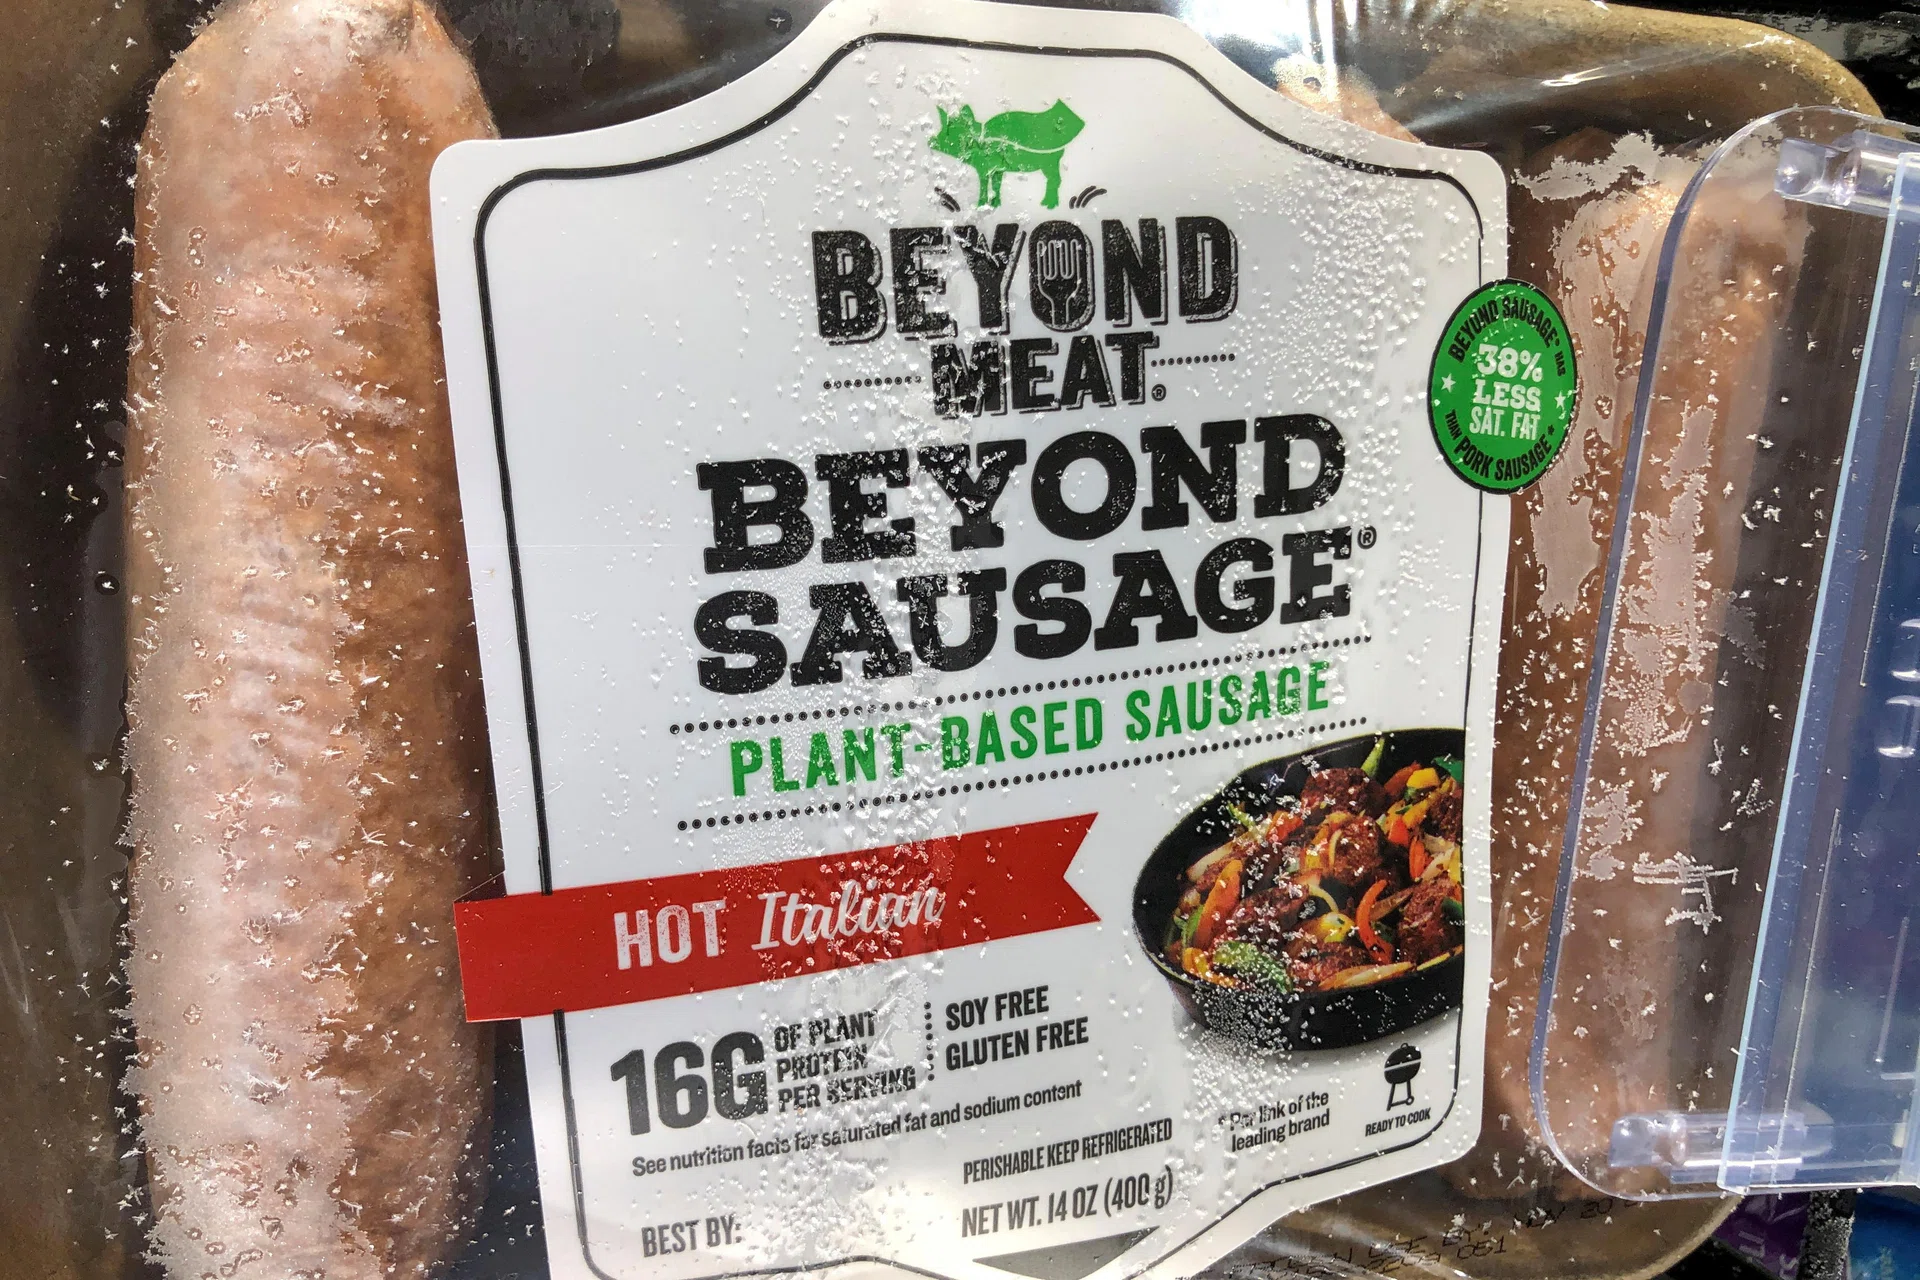 BEYOND
MEAT®
BEYOND
SAUSAGE®
PLANT-BASED SAUSAGE
BEYOND SAUSAGE® HAS
38%
LESS
SAT. FAT
THAN PORK SAUSAGE*
HOT Italian
16G OF PLANT
PROTEIN
PER SERVING
SOY FREE
GLUTEN FREE
See nutrition facts for saturated fat and sodium content
* Per link of the
leading brand
READY TO COOK
PERISHABLE KEEP REFRIGERATED
NET WT. 14 OZ (400 g)
BEST BY: